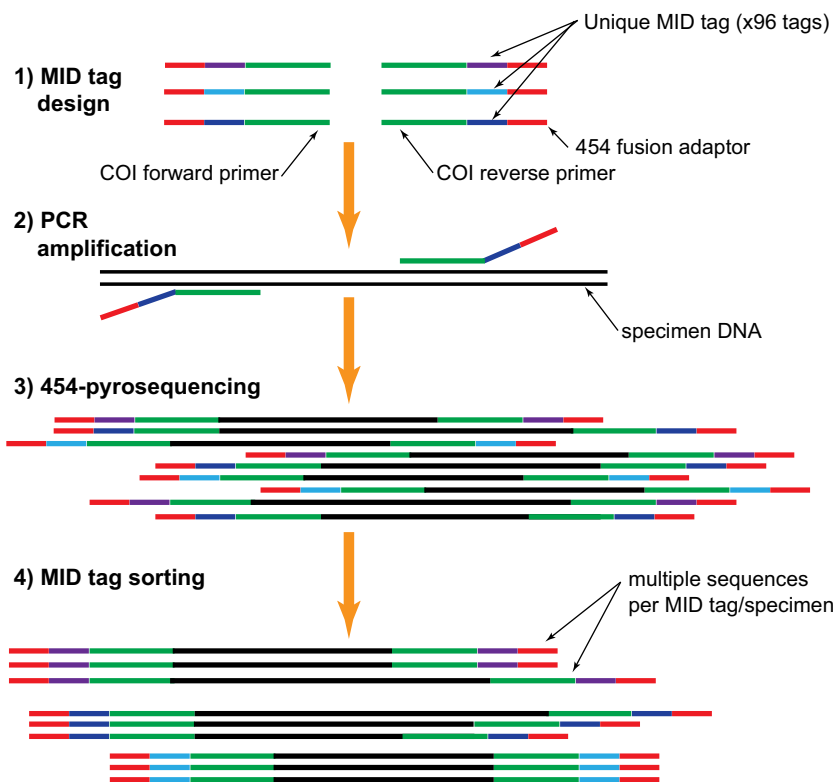 Unique MID tag (x96 tags)
1) MID tag
design
454 fusion adaptor
COI forward primer
COI reverse primer
2) PCR
amplification
specimen DNA
3) 454-pyrosequencing
4) MID tag sorting
multiple sequences
per MID tag/specimen